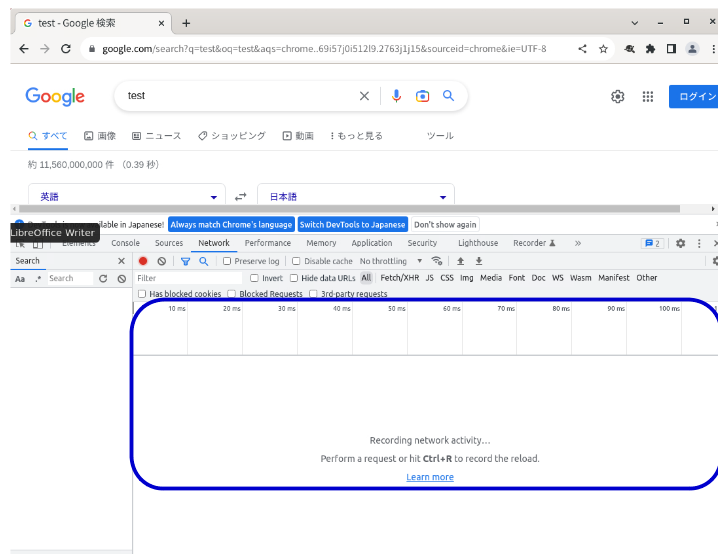 test - Google 検索
google.com/search?q=test&oq=test&aqs=chrome..69i57j0i512l9.2763j1j15&sourceid=chrome&ie=UTF-8
Google
test
ログイン
すべて 画像 ニュース ショッピング 動画 もっと見る ツール
約 11,560,000,000 件 （0.39 秒）
英語 日本語
lable in Japanese! Always match Chrome's language Switch DevTools to Japanese Don't show again
LibreOffice Writer
Elements Console Sources Network Performance Memory Application Security Lighthouse Recorder 2
Search Preserve log Disable cache No throttling
Aa .* Search Filter Invert Hide data URLs All Fetch/XHR JS CSS Img Media Font Doc WS Wasm Manifest Other
Has blocked cookies Blocked Requests 3rd-party requests
10 ms 20 ms 30 ms 40 ms 50 ms 60 ms 70 ms 80 ms 90 ms 100 ms
Recording network activity…
Perform a request or hit Ctrl+R to record the reload.
Learn more